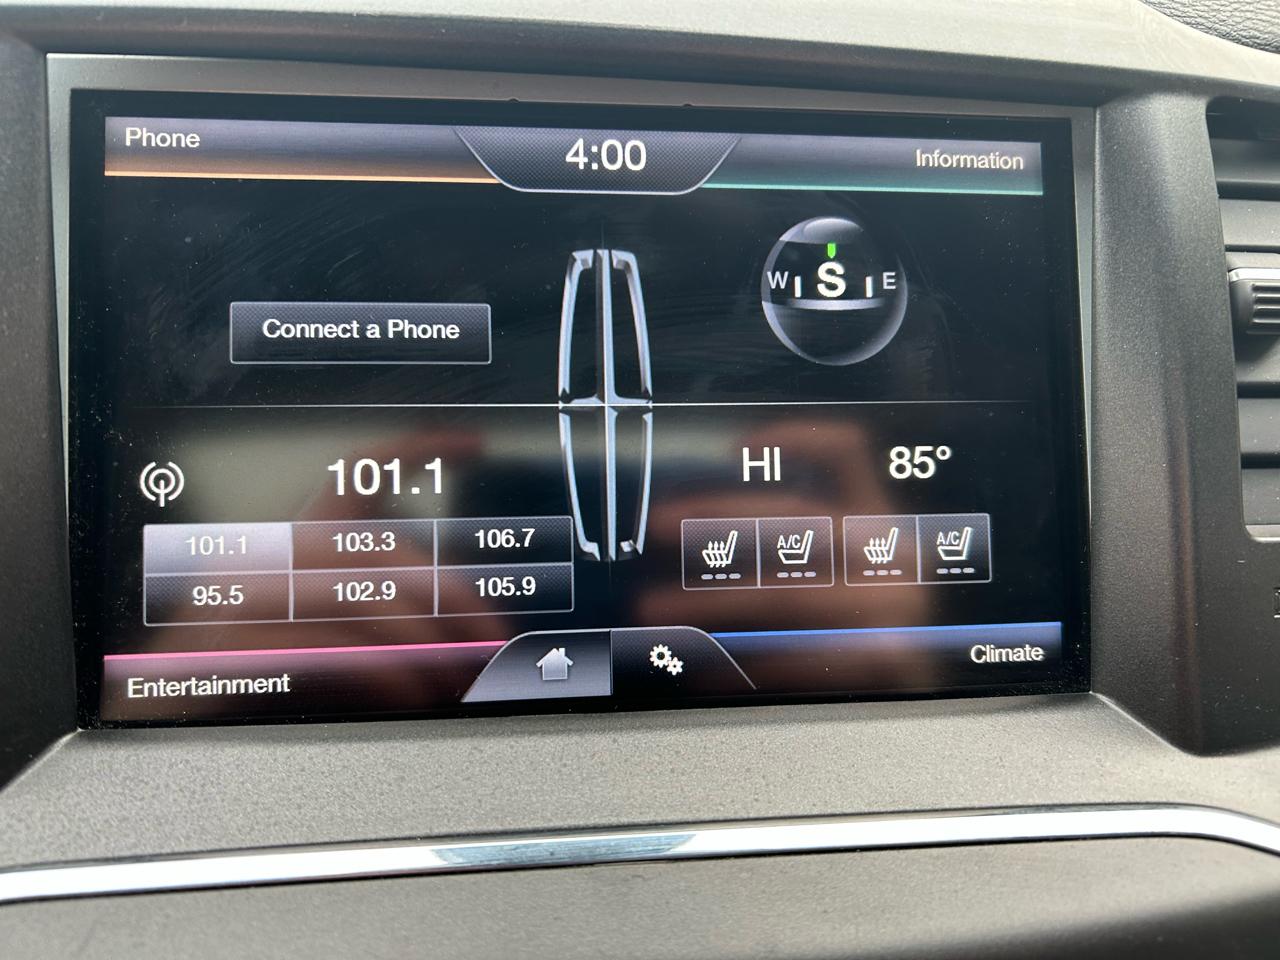 Phone
4:00
Information
W S E
Connect a Phone
101.1
HI 85°
101.1 103.3 106.7
A/C A/C
95.5 102.9 105.9
Entertainment
Climate